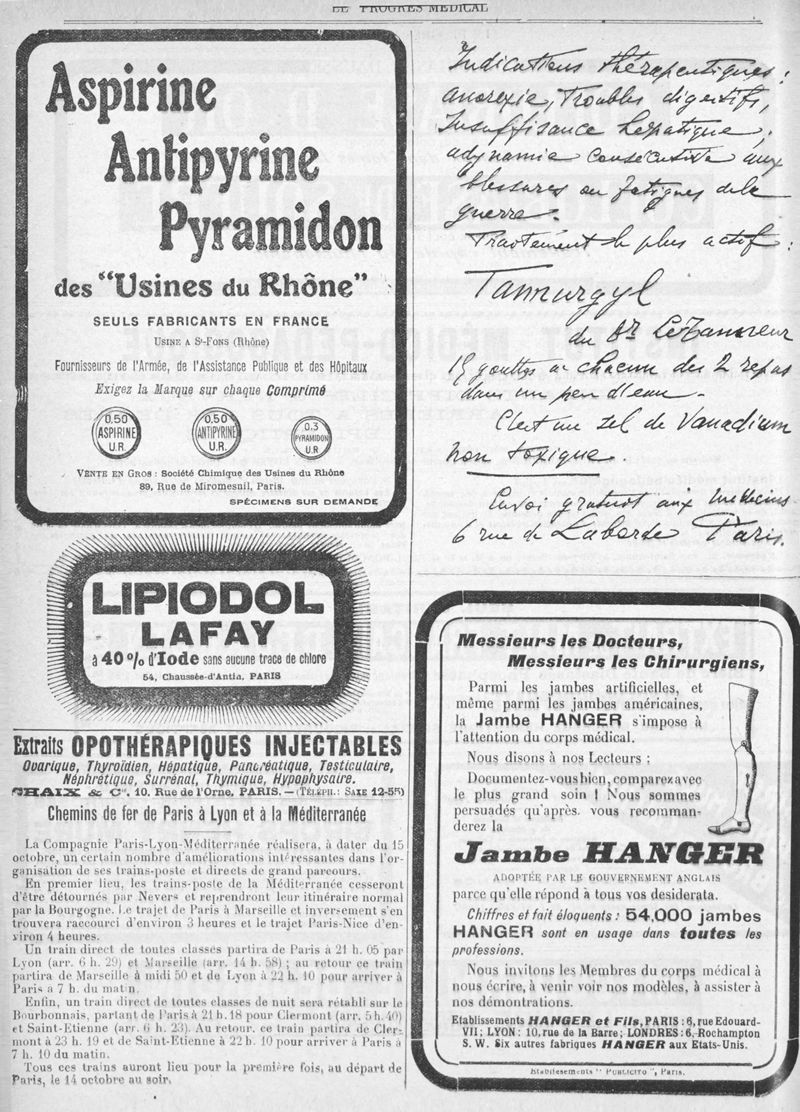 LE PROGRÈS MÉDICAL
Aspirine
Antipyrine
Pyramidon
des "Usines du Rhône"
SEULS FABRICANTS EN FRANCE
USINE A St-FONS (Rhône)
Fournisseurs de l'Armée, de l'Assistance Publique et des Hôpitaux
Exigez la Marque sur chaque Comprimé
0,50
ASPIRINE
U.R.
0,50
ANTIPYRINE
U.R.
0.3
PYRAMIDON
U.R
VENTE EN GROS : Société Chimique des Usines du Rhône
89, Rue de Miromesnil, Paris.
SPÉCIMENS SUR DEMANDE
LIPIODOL
LAFAY
à 40 % d'Iode sans aucune trace de chlore
54, Chaussée-d'Antin, PARIS
Extraits OPOTHÉRAPIQUES INJECTABLES
Ovarique, Thyroïdien, Hépatique, Pancréatique, Testiculaire,
Néphrétique, Surrénal, Thymique, Hypophysaire.
CHAIX & Cie, 10, Rue de l'Orne, PARIS. — (TÉLÉPH. : SAXE 12-55)
Chemins de fer de Paris à Lyon et à la Méditerranée
La Compagnie Paris-Lyon-Méditerranée réalisera, à dater du 15
octobre, un certain nombre d'améliorations intéressantes dans l'or-
ganisation de ses trains-poste et directs de grand parcours.
En premier lieu, les trains-poste de la Méditerranée cesseront
d'être détournés par Nevers et reprendront leur itinéraire normal
par la Bourgogne. Le trajet de Paris à Marseille et inversement s'en
trouvera raccourci d'environ 3 heures et le trajet Paris-Nice d'en-
viron 4 heures.
Un train direct de toutes classes partira de Paris à 21 h. 05 par
Lyon (arr. 6 h. 29) et Marseille (arr. 14 h. 58) ; au retour ce train
partira de Marseille à midi 50 et de Lyon à 22 h. 10 pour arriver à
Paris à 7 h. du matin.
Enfin, un train direct de toutes classes de nuit sera rétabli sur le
Bourbonnais, partant de Paris à 21 h. 18 pour Clermont (arr. 5 h. 40)
et Saint-Etienne (arr. 6 h. 23). Au retour, ce train partira de Cler-
mont à 23 h. 19 et de Saint-Etienne à 22 h. 10 pour arriver à Paris à
7 h. 10 du matin.
Tous ces trains auront lieu pour la première fois, au départ de
Paris, le 14 octobre au soir.
Indications thérapeutiques :
anorexie, Troubles digestifs,
Insuffisance hépatique,
adynamie consécutive aux
blessures ou fatigues de la
guerre.
Traitement le plus actif :
Tanurgyl
du Dr Le Tanneur
15 gouttes a chacun des 2 repas
dans un peu d'eau.
C'est un sel de Vanadium
non toxique.
Envoi gratuit aux médecins
6 rue de Laborde Paris.
Messieurs les Docteurs,
Messieurs les Chirurgiens,
Parmi les jambes artificielles, et
même parmi les jambes américaines,
la Jambe HANGER s'impose à
l'attention du corps médical.
Nous disons à nos Lecteurs :
Documentez-vous bien, comparez avec
le plus grand soin ! Nous sommes
persuadés qu'après, vous recomman-
derez la
Jambe HANGER
ADOPTÉE PAR LE GOUVERNEMENT ANGLAIS
parce qu'elle répond à tous vos desiderata.
Chiffres et fait éloquents : 54,000 jambes
HANGER sont en usage dans toutes les
professions.
Nous invitons les Membres du corps médical à
nous écrire, à venir voir nos modèles, à assister à
nos démontrations.
Etablissements HANGER et Fils, PARIS : 6, rue Edouard-
VII ; LYON : 10, rue de la Barre ; LONDRES : 6, Rochampton
S. W. Six autres fabriques HANGER aux Etats-Unis.
Etablissements " PUBLICITO ", Paris.